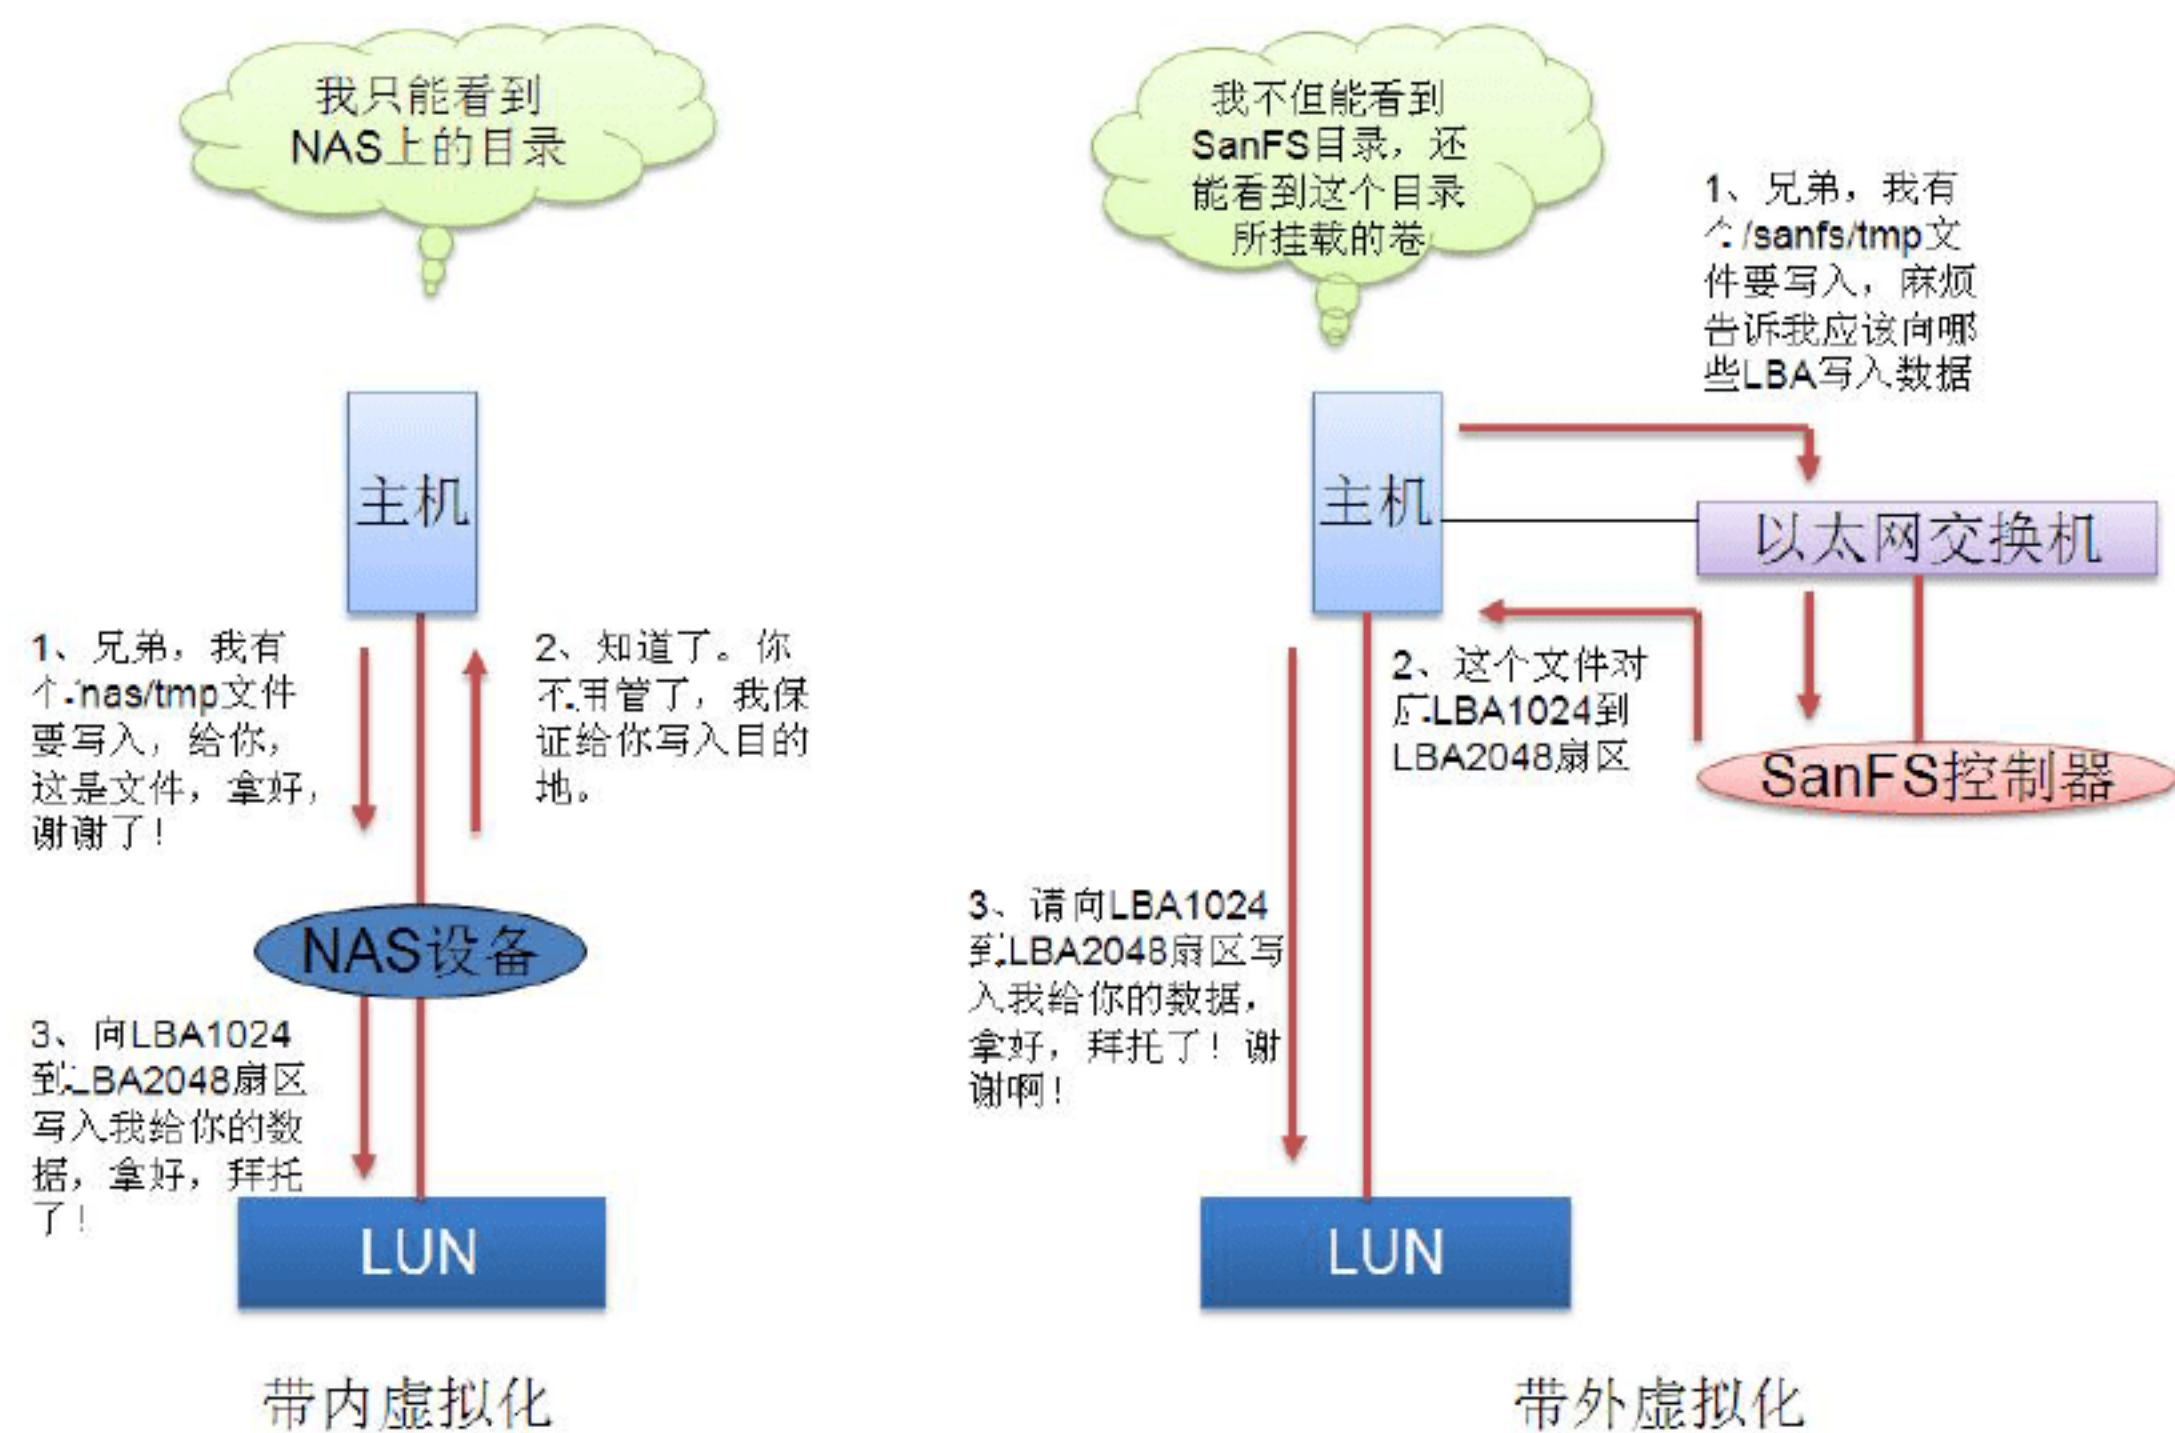 我只能看到
NAS上的目录
主机
1、兄弟，我有
个/nas/tmp文件
要写入，给你，
这是文件，拿好，
谢谢了！
2、知道了。你
不用管了，我保
证给你写入目的
地。
NAS设备
3、向LBA1024
到LBA2048扇区
写入我给你的数
据，拿好，拜托
了！
LUN
带内虚拟化
我不但能看到
SanFS目录，还
能看到这个目录
所挂载的卷
1、兄弟，我有
个/sanfs/tmp文
件要写入，麻烦
告诉我应该向哪
些LBA写入数据
主机
以太网交换机
2、这个文件对
应LBA1024到
LBA2048扇区
SanFS控制器
3、请向LBA1024
到LBA2048扇区写
入我给你的数据，
拿好，拜托了！谢
谢啊！
LUN
带外虚拟化